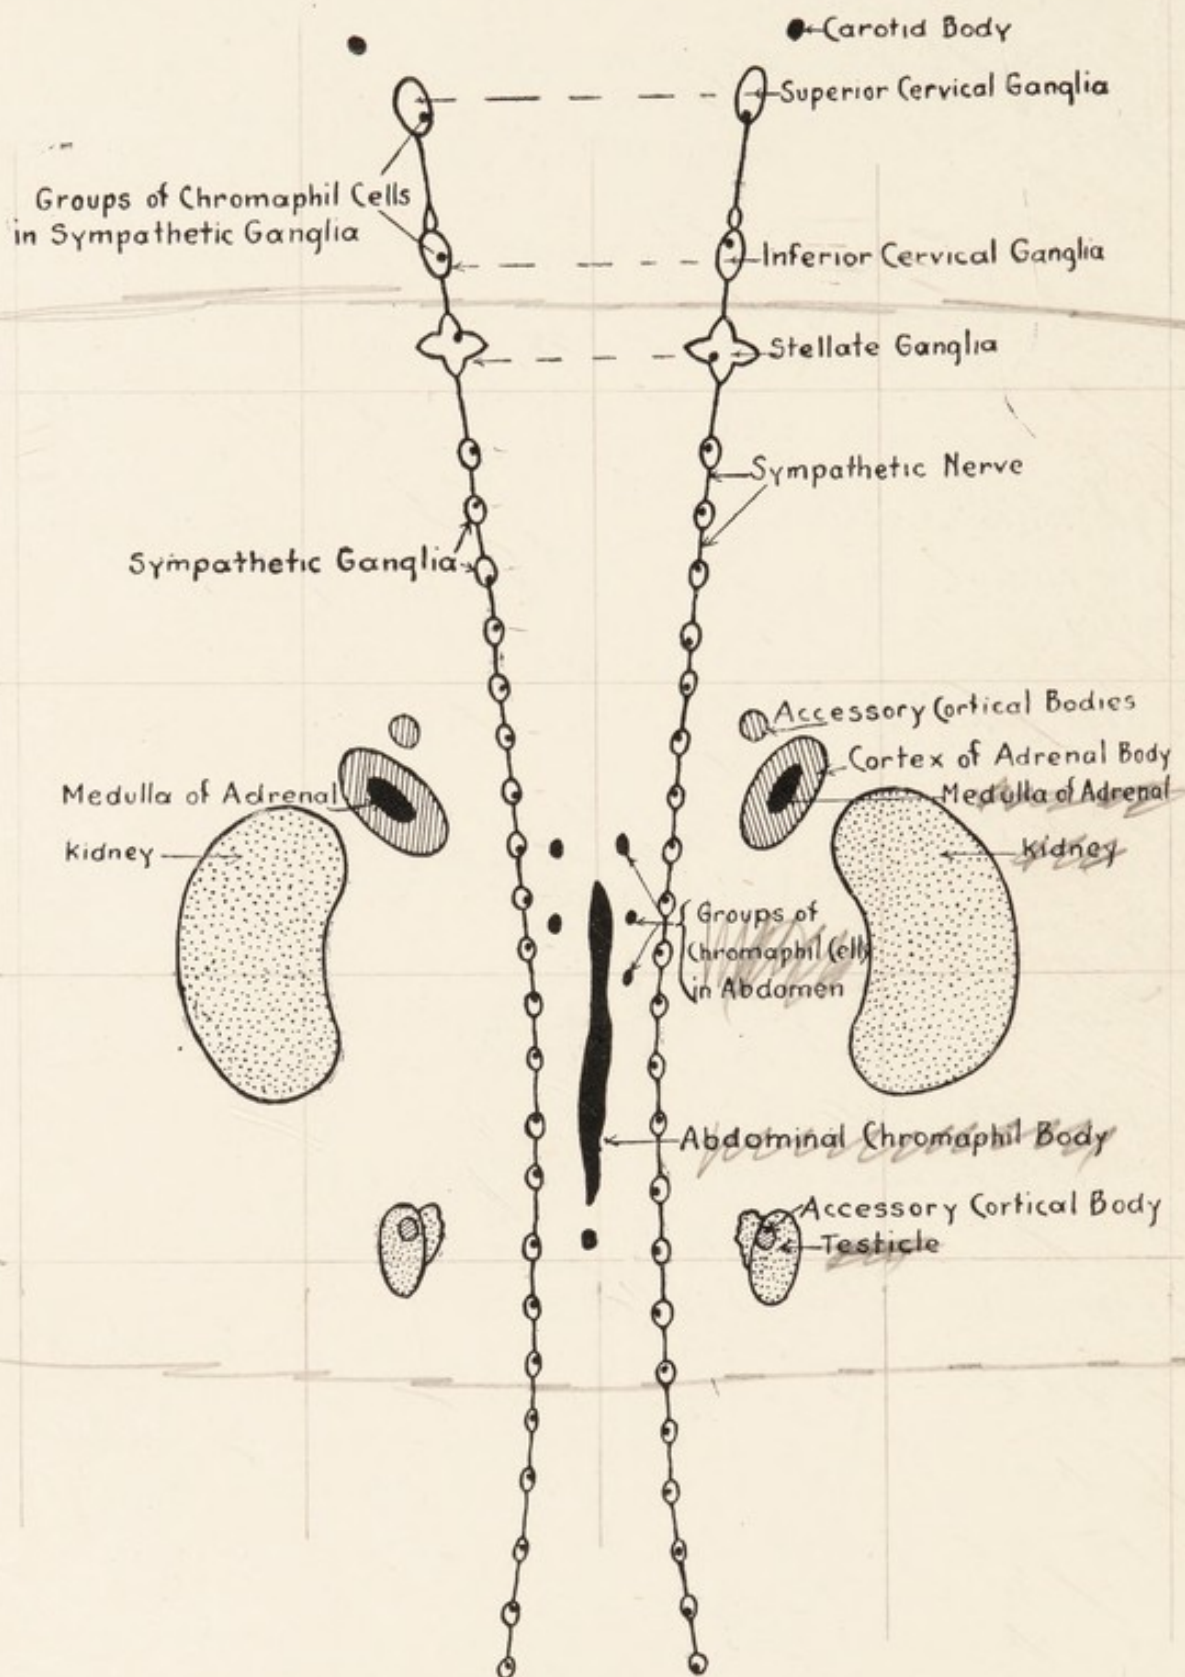 Carotid Body
Superior Cervical Ganglia
Groups of Chromaphil Cells
in Sympathetic Ganglia
Inferior Cervical Ganglia
Stellate Ganglia
Sympathetic Nerve
Sympathetic Ganglia
Accessory Cortical Bodies
Cortex of Adrenal Body
Medulla of Adrenal
Medulla of Adrenal
Kidney
Kidney
Groups of
Chromaphil Cells
in Abdomen
Abdominal Chromaphil Body
Accessory Cortical Body
Testicle